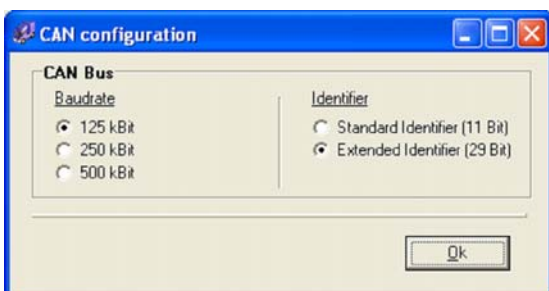 CAN configuration
CAN Bus
Baudrate
125 kBit
250 kBit
500 kBit
Identifier
Standard Identifier (11 Bit)
Extended Identifier (29 Bit)
Ok